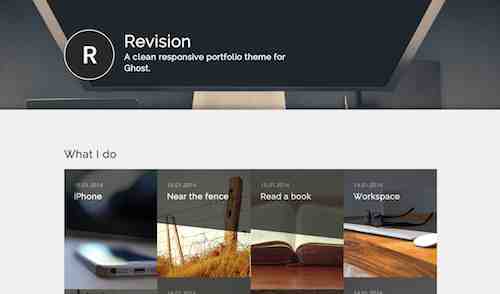 R
Revision
A clean responsive portfolio theme for
Ghost.
What I do
15.01.2014
iPhone
15.01.2014
Near the fence
15.01.2014
Read a book
15.01.2014
Workspace